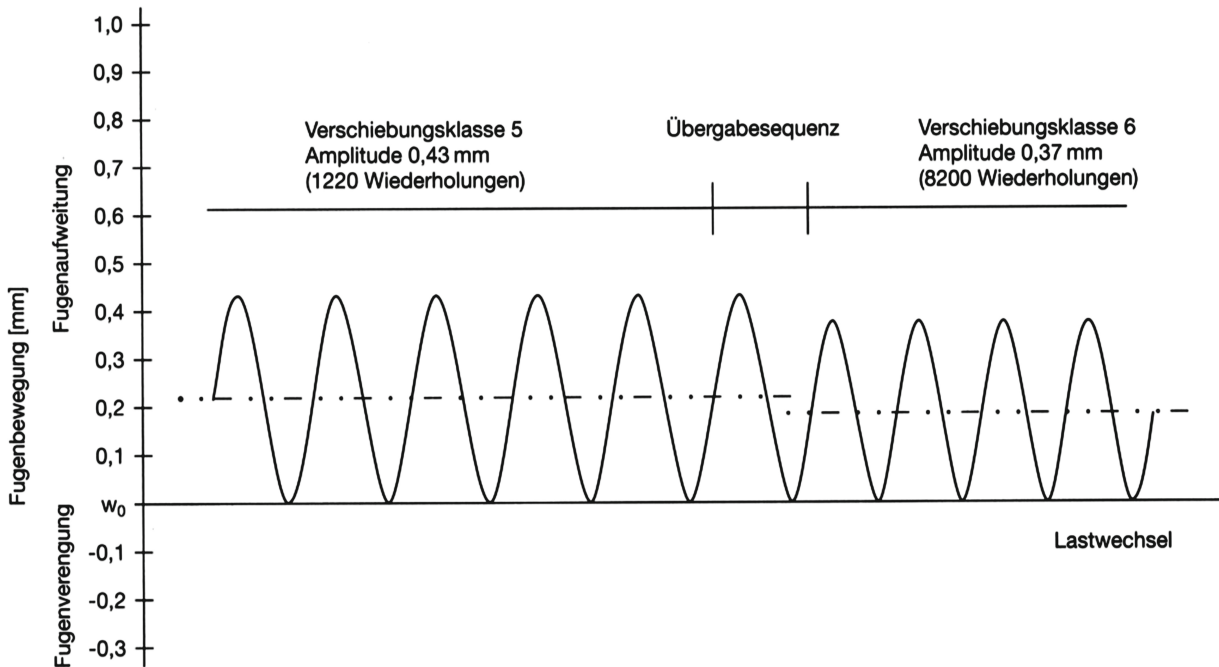 1,0
0,9
0,8
0,7
0,6
0,5
0,4
0,3
0,2
0,1
w₀
-0,1
-0,2
-0,3
Fugenbewegung [mm]
Fugenaufweitung
Fugenverengung
Verschiebungsklasse 5
Amplitude 0,43 mm
(1220 Wiederholungen)
Übergabesequenz
Verschiebungsklasse 6
Amplitude 0,37 mm
(8200 Wiederholungen)
Lastwechsel